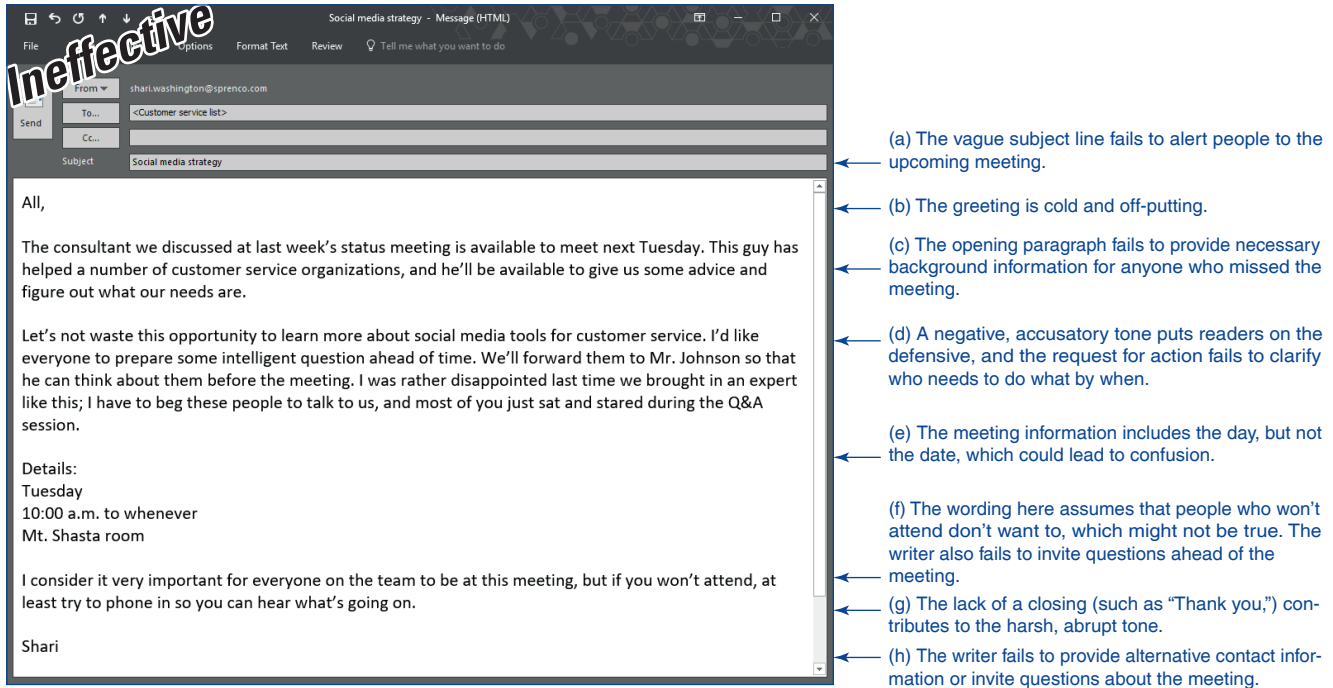 Ineffective
Social media strategy - Message (HTML)
File
Options
Format Text
Review
Tell me what you want to do
Send
From
shari.washington@sprenco.com
To...
<Customer service list>
Cc...
Subject
Social media strategy
All,
The consultant we discussed at last week’s status meeting is available to meet next Tuesday. This guy has
helped a number of customer service organizations, and he’ll be available to give us some advice and
figure out what our needs are.
Let’s not waste this opportunity to learn more about social media tools for customer service. I’d like
everyone to prepare some intelligent question ahead of time. We’ll forward them to Mr. Johnson so that
he can think about them before the meeting. I was rather disappointed last time we brought in an expert
like this; I have to beg these people to talk to us, and most of you just sat and stared during the Q&A
session.
Details:
Tuesday
10:00 a.m. to whenever
Mt. Shasta room
I consider it very important for everyone on the team to be at this meeting, but if you won’t attend, at
least try to phone in so you can hear what’s going on.
Shari
(a) The vague subject line fails to alert people to the
upcoming meeting.
(b) The greeting is cold and off-putting.
(c) The opening paragraph fails to provide necessary
background information for anyone who missed the
meeting.
(d) A negative, accusatory tone puts readers on the
defensive, and the request for action fails to clarify
who needs to do what by when.
(e) The meeting information includes the day, but not
the date, which could lead to confusion.
(f) The wording here assumes that people who won’t
attend don’t want to, which might not be true. The
writer also fails to invite questions ahead of the
meeting.
(g) The lack of a closing (such as “Thank you,”) con-
tributes to the harsh, abrupt tone.
(h) The writer fails to provide alternative contact infor-
mation or invite questions about the meeting.